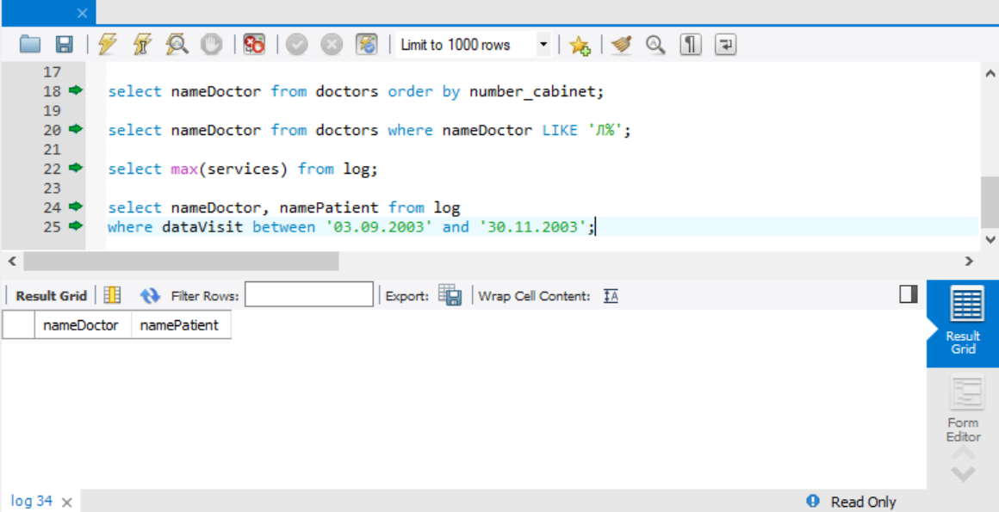 Limit to 1000 rows
17
18 select nameDoctor from doctors order by number_cabinet;
19
20 select nameDoctor from doctors where nameDoctor LIKE 'Л%';
21
22 select max(services) from log;
23
24 select nameDoctor, namePatient from log
25 where dataVisit between '03.09.2003' and '30.11.2003';
Result Grid Filter Rows: Export: Wrap Cell Content:
nameDoctor namePatient
Result
Grid
Form
Editor
log 34 Read Only